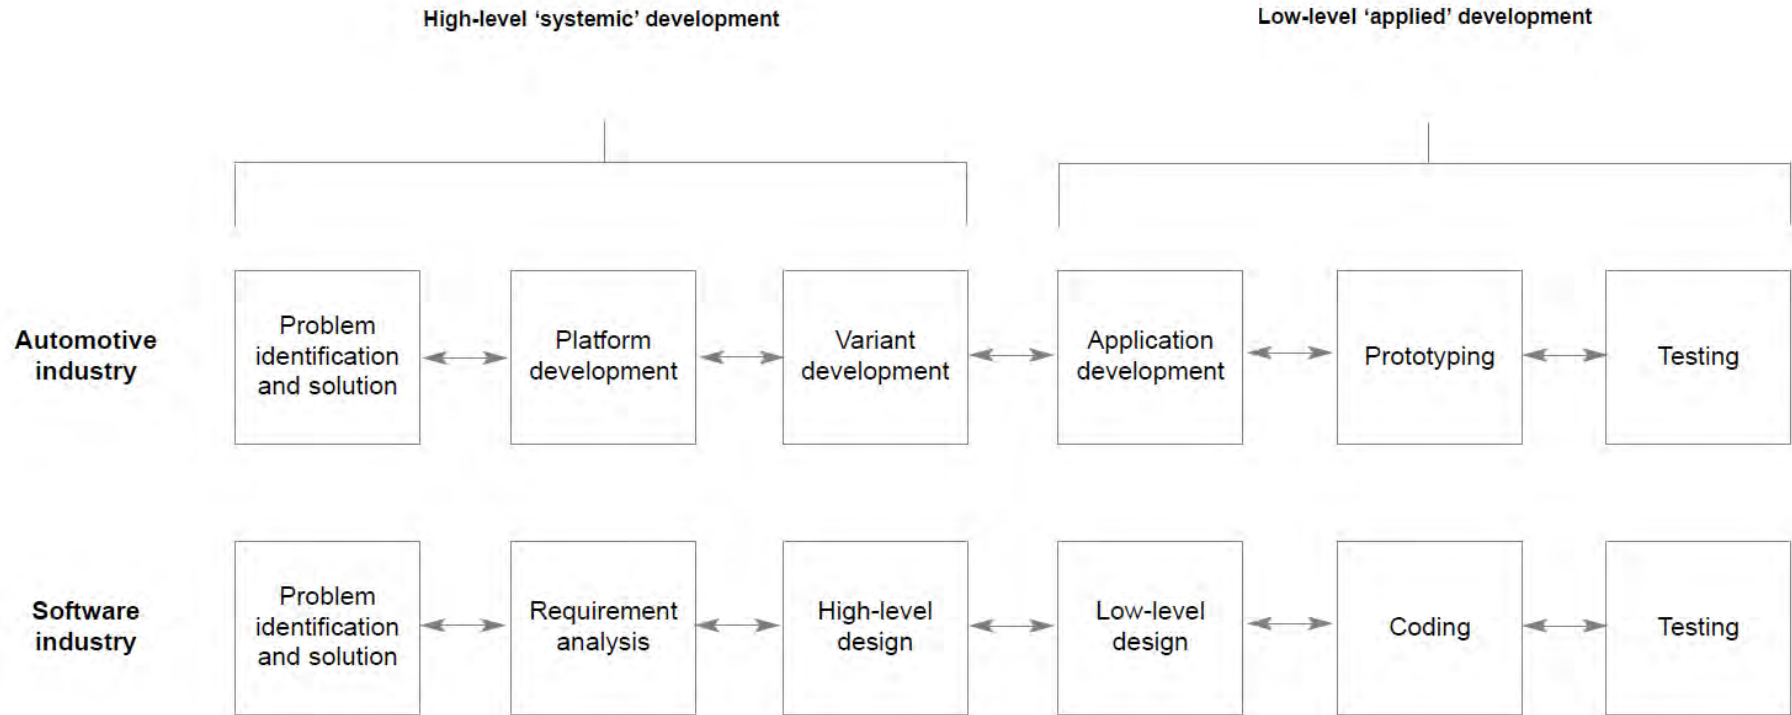 High-level ‘systemic’ development
Low-level ‘applied’ development
Automotive
industry
Problem
identification
and solution
Platform
development
Variant
development
Application
development
Prototyping
Testing
Software
industry
Problem
identification
and solution
Requirement
analysis
High-level
design
Low-level
design
Coding
Testing